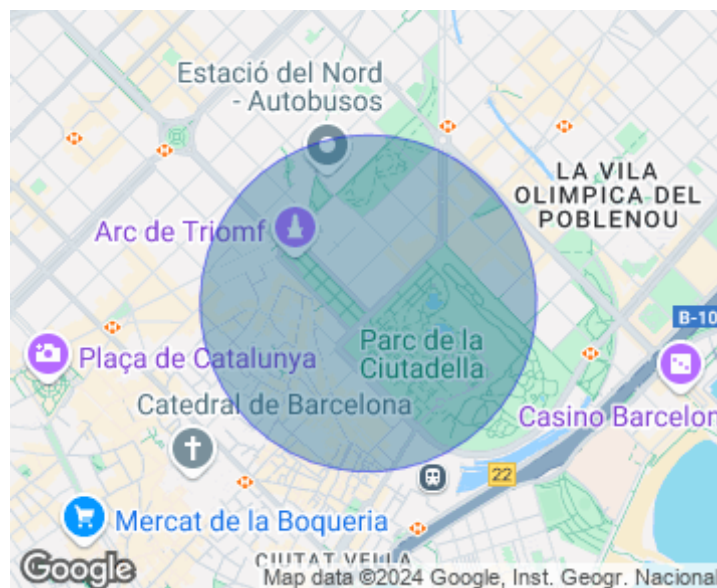 Estació del Nord
- Autobusos
LA VILA
OLIMPICA DEL
POBLENOU
Arc de Triomf
B-10
Parc de la
Ciutadella
Plaça de Catalunya
Catedral de Barcelona
Casino Barcelon
22
Mercat de la Boqueria
CIUTAT VELLA
Google
Map data ©2024 Google, Inst. Geogr. Nacional